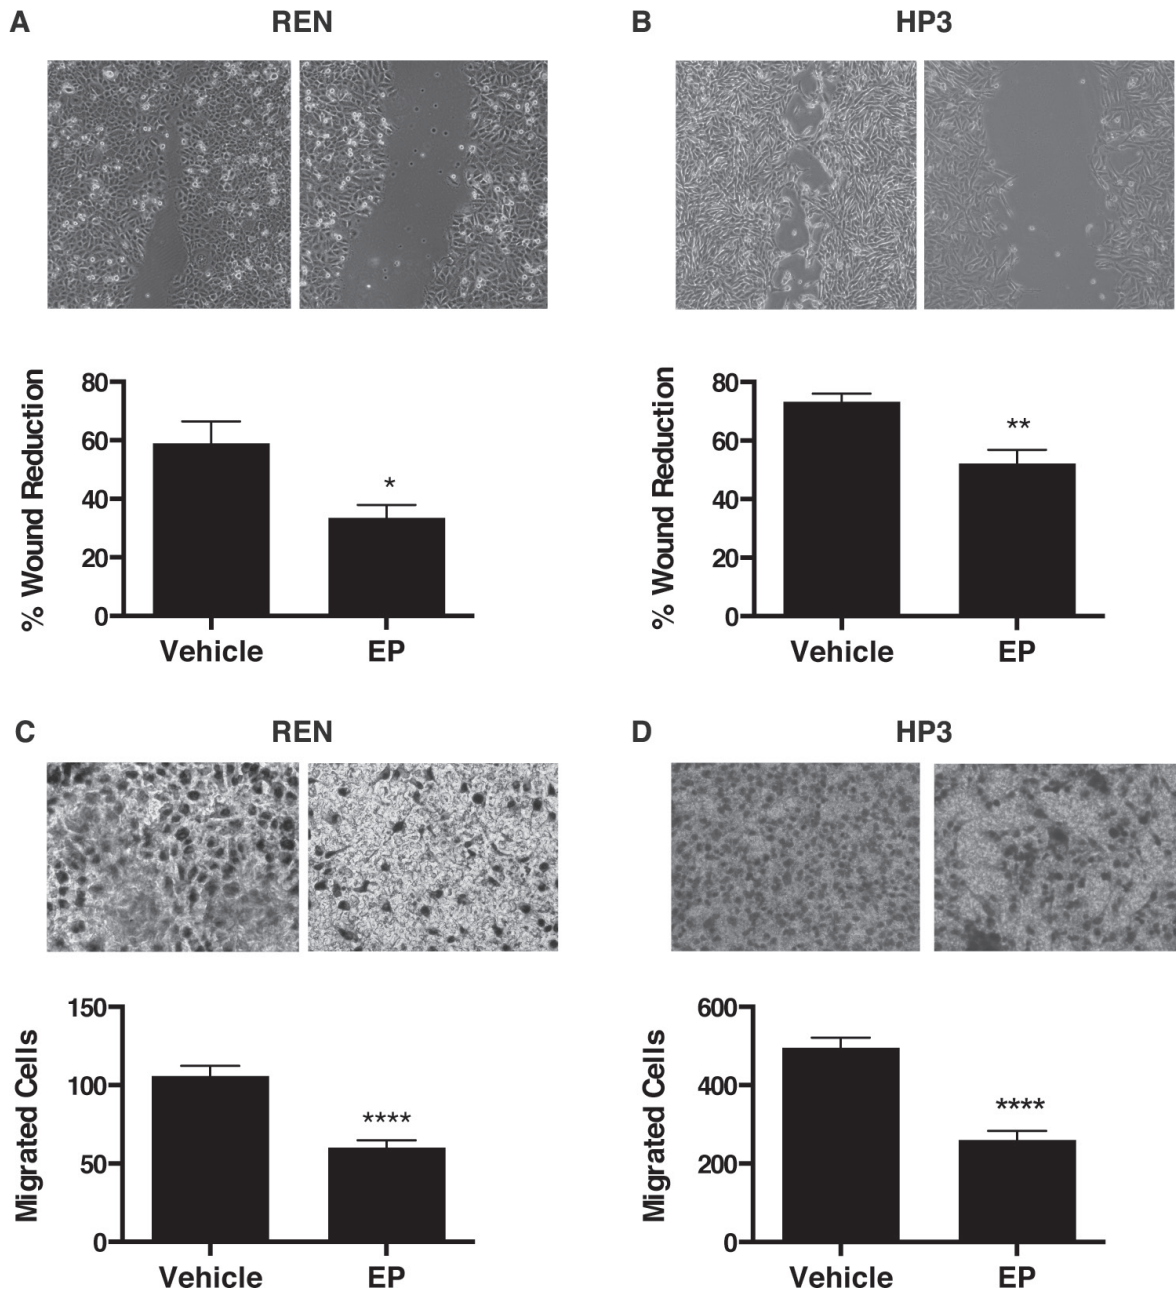 A
REN
B
HP3
% Wound Reduction
80
60
40
20
0
*
Vehicle
EP
% Wound Reduction
80
60
40
20
0
**
Vehicle
EP
C
REN
D
HP3
Migrated Cells
150
100
50
0
****
Vehicle
EP
Migrated Cells
600
400
200
0
****
Vehicle
EP